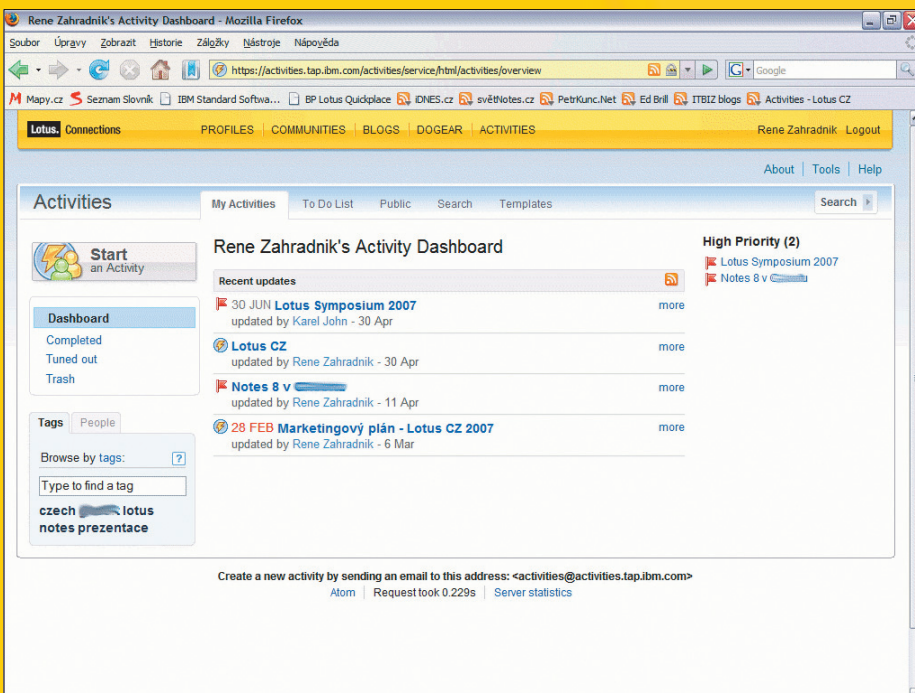 Rene Zahradnik's Activity Dashboard - Mozilla Firefox
Soubor Úpravy Zobrazit Historie Záložky Nástroje Nápověda
https://activities.tap.ibm.com/activities/service/html/activities/overview
G Google
Mapy.cz Seznam Slovník IBM Standard Softwa... BP Lotus Quickplace iDNES.cz světNotes.cz PetrKunc.Net Ed Brill ITBIZ blogs Activities - Lotus CZ
Lotus. Connections PROFILES COMMUNITIES BLOGS DOGEAR ACTIVITIES Rene Zahradnik Logout
About Tools Help
Activities My Activities To Do List Public Search Templates Search
Start
an Activity
Dashboard
Completed
Tuned out
Trash
Tags People
Browse by tags: ?
Type to find a tag
czech lotus
notes prezentace
Rene Zahradnik's Activity Dashboard
Recent updates
30 JUN Lotus Symposium 2007 more
updated by Karel John - 30 Apr
Lotus CZ more
updated by Rene Zahradnik - 30 Apr
Notes 8 v more
updated by Rene Zahradnik - 11 Apr
28 FEB Marketingový plán - Lotus CZ 2007 more
updated by Rene Zahradnik - 6 Mar
High Priority (2)
Lotus Symposium 2007
Notes 8 v
Create a new activity by sending an email to this address: <activities@activities.tap.ibm.com>
Atom Request took 0.229s Server statistics